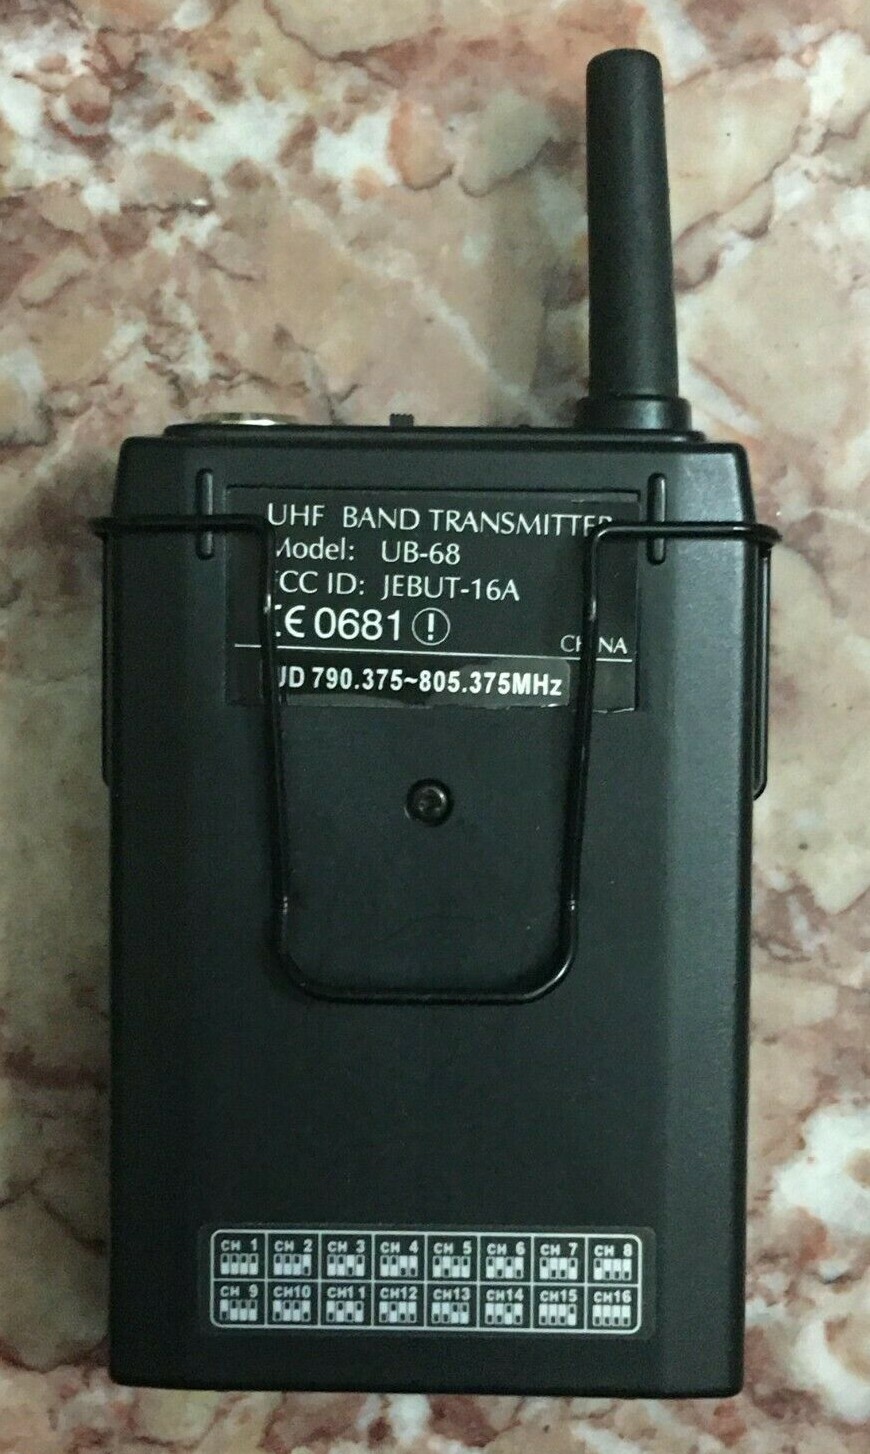 UHF BAND TRANSMITTER
Model: UB-68
FCC ID: JEBUT-16A
CE 0681 !
CHINA
UD 790.375~805.375MHz
CH 1 CH 2 CH 3 CH 4 CH 5 CH 6 CH 7 CH 8
CH 9 CH10 CH11 CH12 CH13 CH14 CH15 CH16